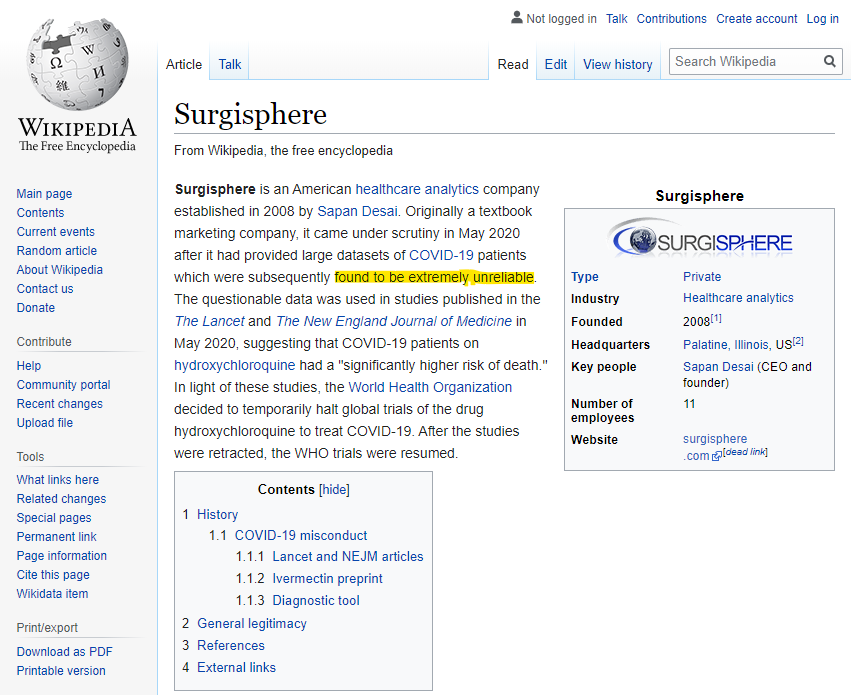 Not logged in Talk Contributions Create account Log in
Article Talk Read Edit View history Search Wikipedia
Ω W И 維 7
WIKIPEDIA
The Free Encyclopedia
Main page
Contents
Current events
Random article
About Wikipedia
Contact us
Donate
Contribute
Help
Community portal
Recent changes
Upload file
Tools
What links here
Related changes
Special pages
Permanent link
Page information
Cite this page
Wikidata item
Print/export
Download as PDF
Printable version
Surgisphere
From Wikipedia, the free encyclopedia
Surgisphere is an American healthcare analytics company
established in 2008 by Sapan Desai. Originally a textbook
marketing company, it came under scrutiny in May 2020
after it had provided large datasets of COVID-19 patients
which were subsequently found to be extremely unreliable.
The questionable data was used in studies published in the
The Lancet and The New England Journal of Medicine in
May 2020, suggesting that COVID-19 patients on
hydroxychloroquine had a "significantly higher risk of death."
In light of these studies, the World Health Organization
decided to temporarily halt global trials of the drug
hydroxychloroquine to treat COVID-19. After the studies
were retracted, the WHO trials were resumed.
Surgisphere
SURGISPHERE
Type Private
Industry Healthcare analytics
Founded 2008[1]
Headquarters Palatine, Illinois, US[2]
Key people Sapan Desai (CEO and
founder)
Number of 11
employees
Website surgisphere
.com [dead link]
Contents [hide]
1 History
1.1 COVID-19 misconduct
1.1.1 Lancet and NEJM articles
1.1.2 Ivermectin preprint
1.1.3 Diagnostic tool
2 General legitimacy
3 References
4 External links